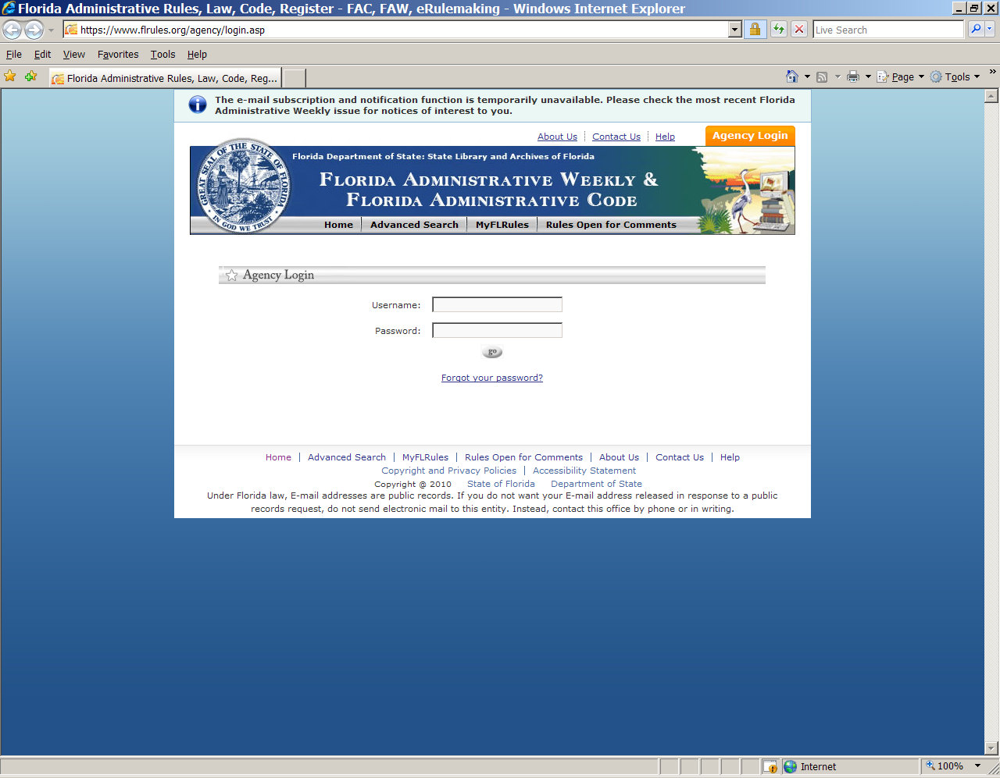 Florida Administrative Rules, Law, Code, Register - FAC, FAW, eRulemaking - Windows Internet Explorer
https://www.flrules.org/agency/login.asp
Live Search
File Edit View Favorites Tools Help
Florida Administrative Rules, Law, Code, Reg...
Page Tools »
The e-mail subscription and notification function is temporarily unavailable. Please check the most recent Florida
Administrative Weekly issue for notices of interest to you.
About Us Contact Us Help Agency Login
GREAT SEAL OF THE STATE OF FLORIDA
IN GOD WE TRUST
Florida Department of State: State Library and Archives of Florida
Florida Administrative Weekly &
Florida Administrative Code
Home Advanced Search MyFLRules Rules Open for Comments
Agency Login
Username:
Password:
go
Forgot your password?
Home | Advanced Search | MyFLRules | Rules Open for Comments | About Us | Contact Us | Help
Copyright and Privacy Policies | Accessibility Statement
Copyright @ 2010 State of Florida Department of State
Under Florida law, E-mail addresses are public records. If you do not want your E-mail address released in response to a public
records request, do not send electronic mail to this entity. Instead, contact this office by phone or in writing.
Internet
100%